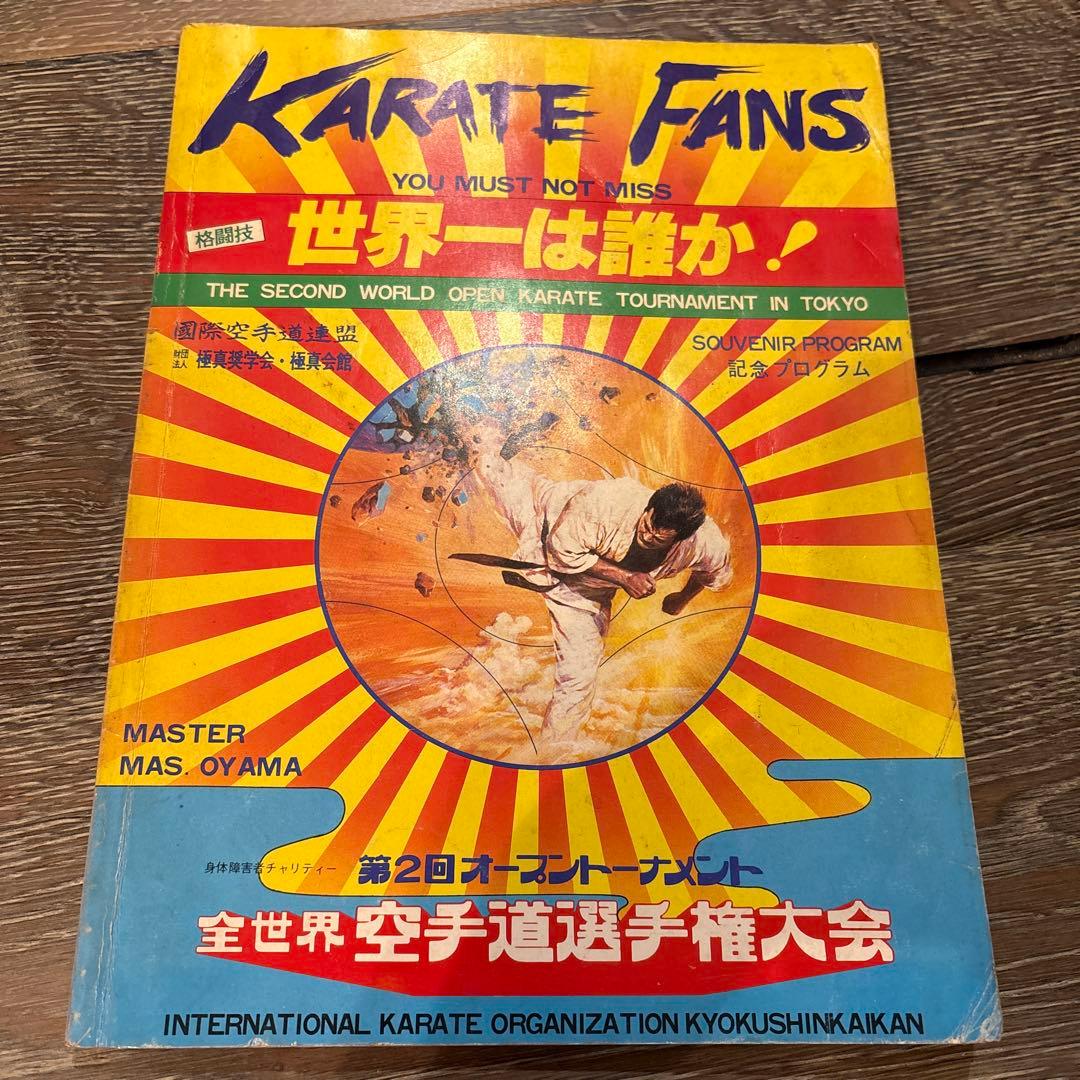 KARATE FANS
YOU MUST NOT MISS
格闘技
世界一は誰か!
THE SECOND WORLD OPEN KARATE TOURNAMENT IN TOKYO
國際空手道連盟
財団法人 極真奨学会・極真会館
SOUVENIR PROGRAM
記念プログラム
MASTER
MAS. OYAMA
身体障害者チャリティー
第2回オープントーナメント
全世界 空手道選手権大会
INTERNATIONAL KARATE ORGANIZATION KYOKUSHINKAIKAN